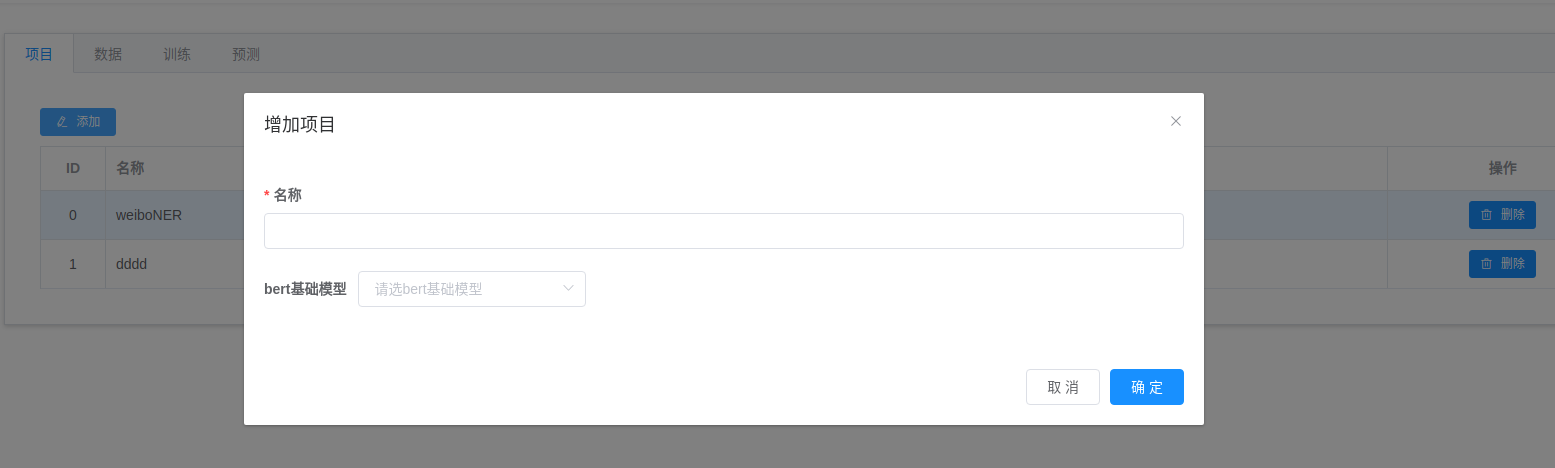 项目 数据 训练 预测
添加
ID 名称 操作
0 weiboNER 删除
1 dddd 删除
增加项目
* 名称
bert基础模型 请选bert基础模型
取 消 确 定